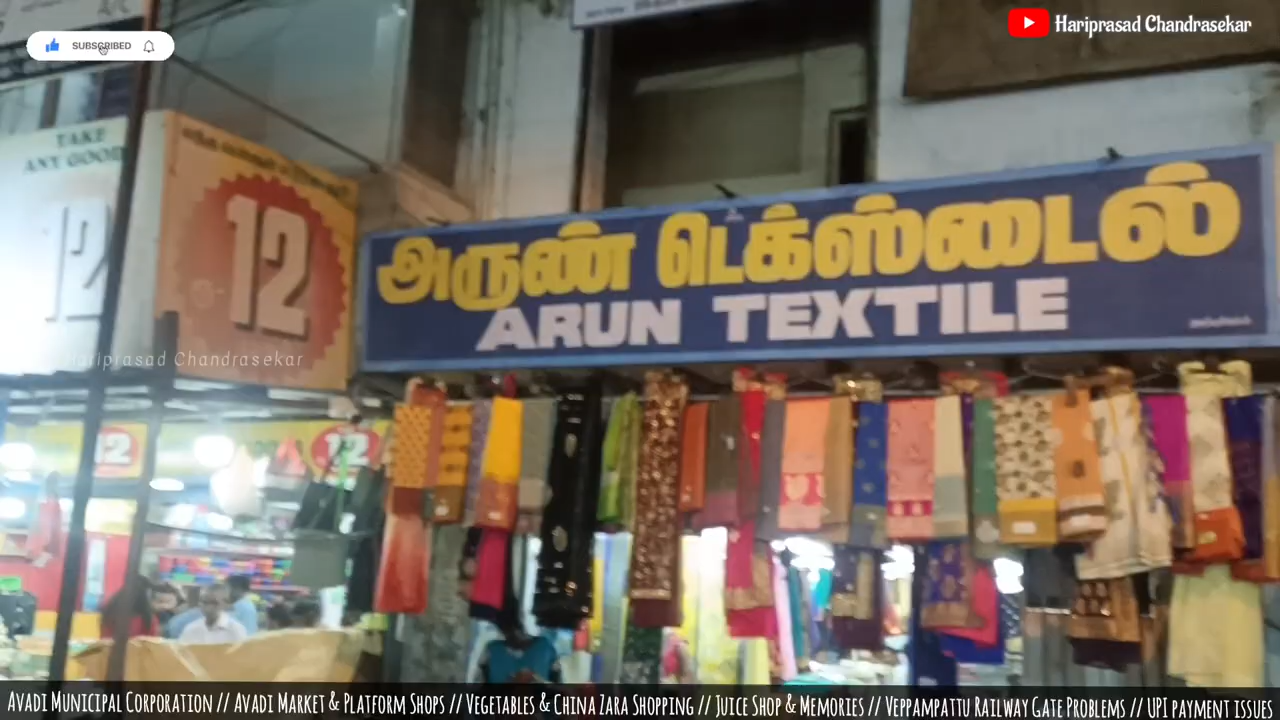 SUBSCRIBED
Hariprasad Chandrasekar
TAKE
ANY GOOD
12
12
அருண் டெக்ஸ்டைல்
ARUN TEXTILE
Hariprasad Chandrasekar
12
12
AVADI MUNICIPAL CORPORATION // AVADI MARKET & PLATFORM SHOPS // VEGETABLES & CHINA ZARA SHOPPING // JUICE SHOP & MEMORIES // VEPPAMPATTU RAILWAY GATE PROBLEMS // UPI PAYMENT ISSUES